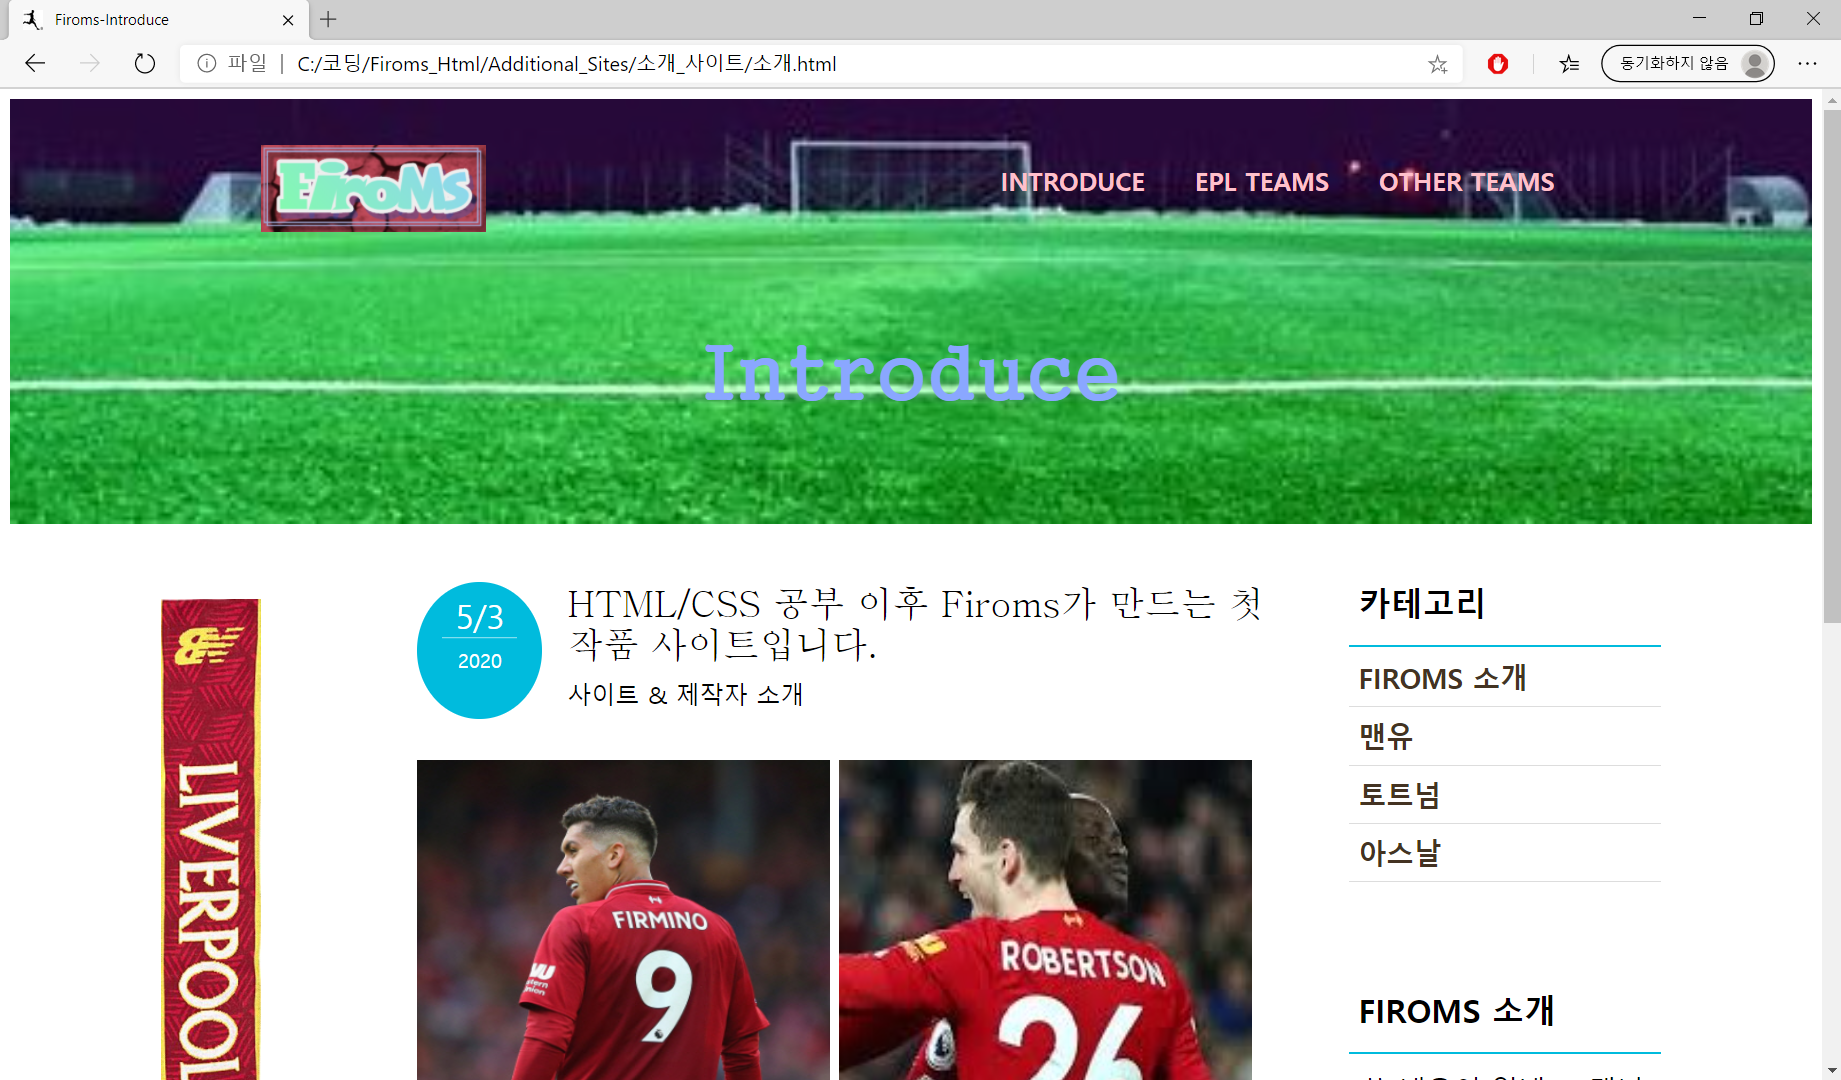 Firoms-Introduce
파일 | C:/코딩/Firoms_Html/Additional_Sites/소개_사이트/소개.html
동기화하지 않음
FiroMs
INTRODUCE EPL TEAMS OTHER TEAMS
Introduce
5/3
2020
HTML/CSS 공부 이후 Firoms가 만드는 첫
작품 사이트입니다.
사이트 & 제작자 소개
카테고리
FIROMS 소개
맨유
토트넘
아스날
LIVERPOOL
FIRMINO
9
ROBERTSON
26
FIROMS 소개